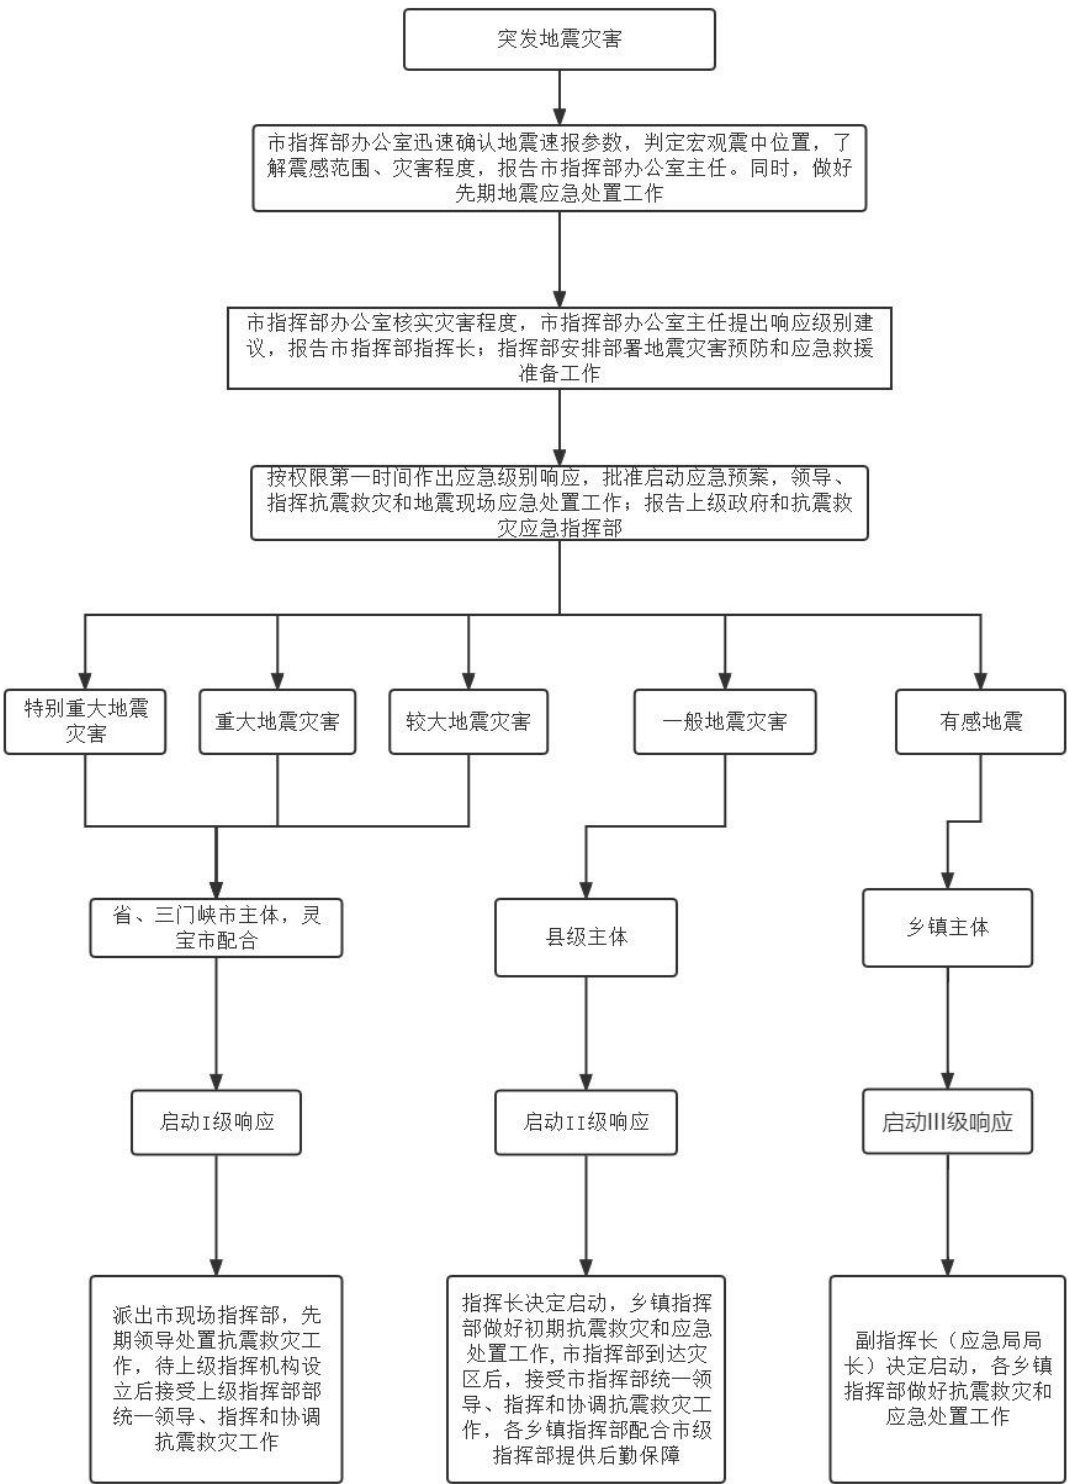 突发地震灾害
市指挥部办公室迅速确认地震速报参数，判定宏观震中位置，了
解震感范围、灾害程度，报告市指挥部办公室主任。同时，做好
先期地震应急处置工作
市指挥部办公室核实灾害程度，市指挥部办公室主任提出响应级别建
议，报告市指挥部指挥长；指挥部安排部署地震灾害预防和应急救援
准备工作
按权限第一时间作出应急级别响应，批准启动应急预案，领导、
指挥抗震救灾和地震现场应急处置工作；报告上级政府和抗震救
灾应急指挥部
特别重大地震
灾害
重大地震灾害
较大地震灾害
一般地震灾害
有感地震
省、三门峡市主体，灵
宝市配合
县级主体
乡镇主体
启动I级响应
启动II级响应
启动III级响应
派出市现场指挥部，先
期领导处置抗震救灾工
作，待上级指挥机构设
立后接受上级指挥部部
统一领导、指挥和协调
抗震救灾工作
指挥长决定启动，乡镇指挥
部做好初期抗震救灾和应急
处置工作,市指挥部到达灾
区后，接受市指挥部统一领
导、指挥和协调抗震救灾工
作，各乡镇指挥部配合市级
指挥部提供后勤保障
副指挥长（应急局局
长）决定启动，各乡镇
指挥部做好抗震救灾和
应急处置工作